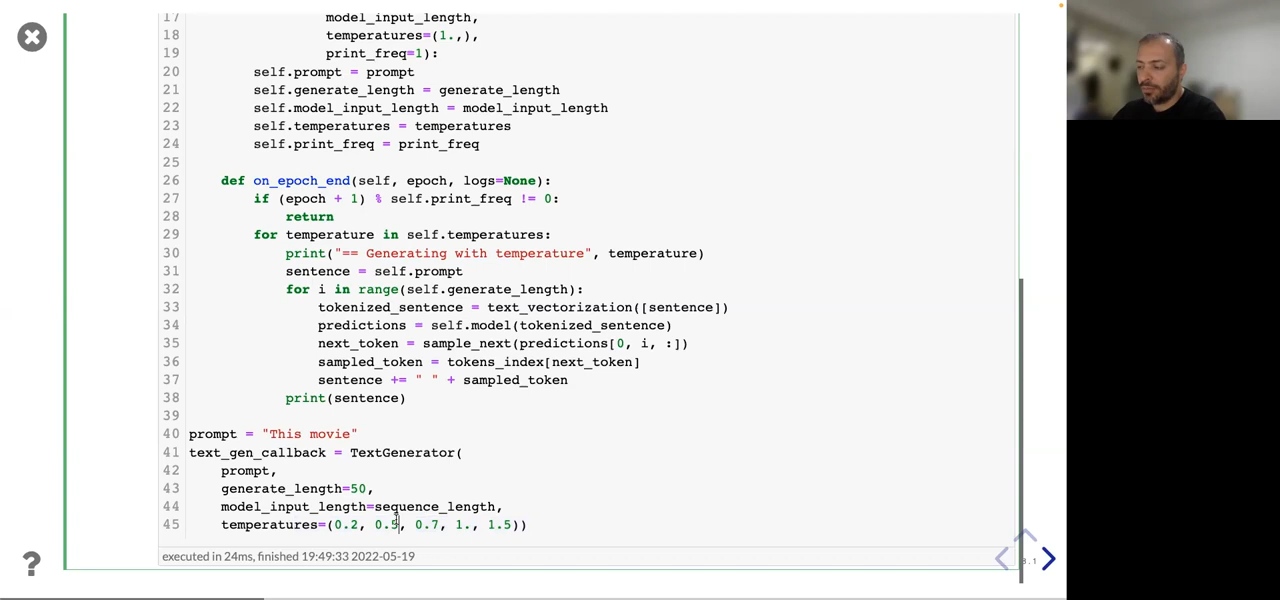 17                 model_input_length,
18                 temperatures=(1.,),
19                 print_freq=1):
20        self.prompt = prompt
21        self.generate_length = generate_length
22        self.model_input_length = model_input_length
23        self.temperatures = temperatures
24        self.print_freq = print_freq
25
26    def on_epoch_end(self, epoch, logs=None):
27        if (epoch + 1) % self.print_freq != 0:
28            return
29        for temperature in self.temperatures:
30            print("== Generating with temperature", temperature)
31            sentence = self.prompt
32            for i in range(self.generate_length):
33                tokenized_sentence = text_vectorization([sentence])
34                predictions = self.model(tokenized_sentence)
35                next_token = sample_next(predictions[0, i, :])
36                sampled_token = tokens_index[next_token]
37                sentence += " " + sampled_token
38            print(sentence)
39
40 prompt = "This movie"
41 text_gen_callback = TextGenerator(
42    prompt,
43    generate_length=50,
44    model_input_length=sequence_length,
45    temperatures=(0.2, 0.5, 0.7, 1., 1.5))
executed in 24ms, finished 19:49:33 2022-05-19
?